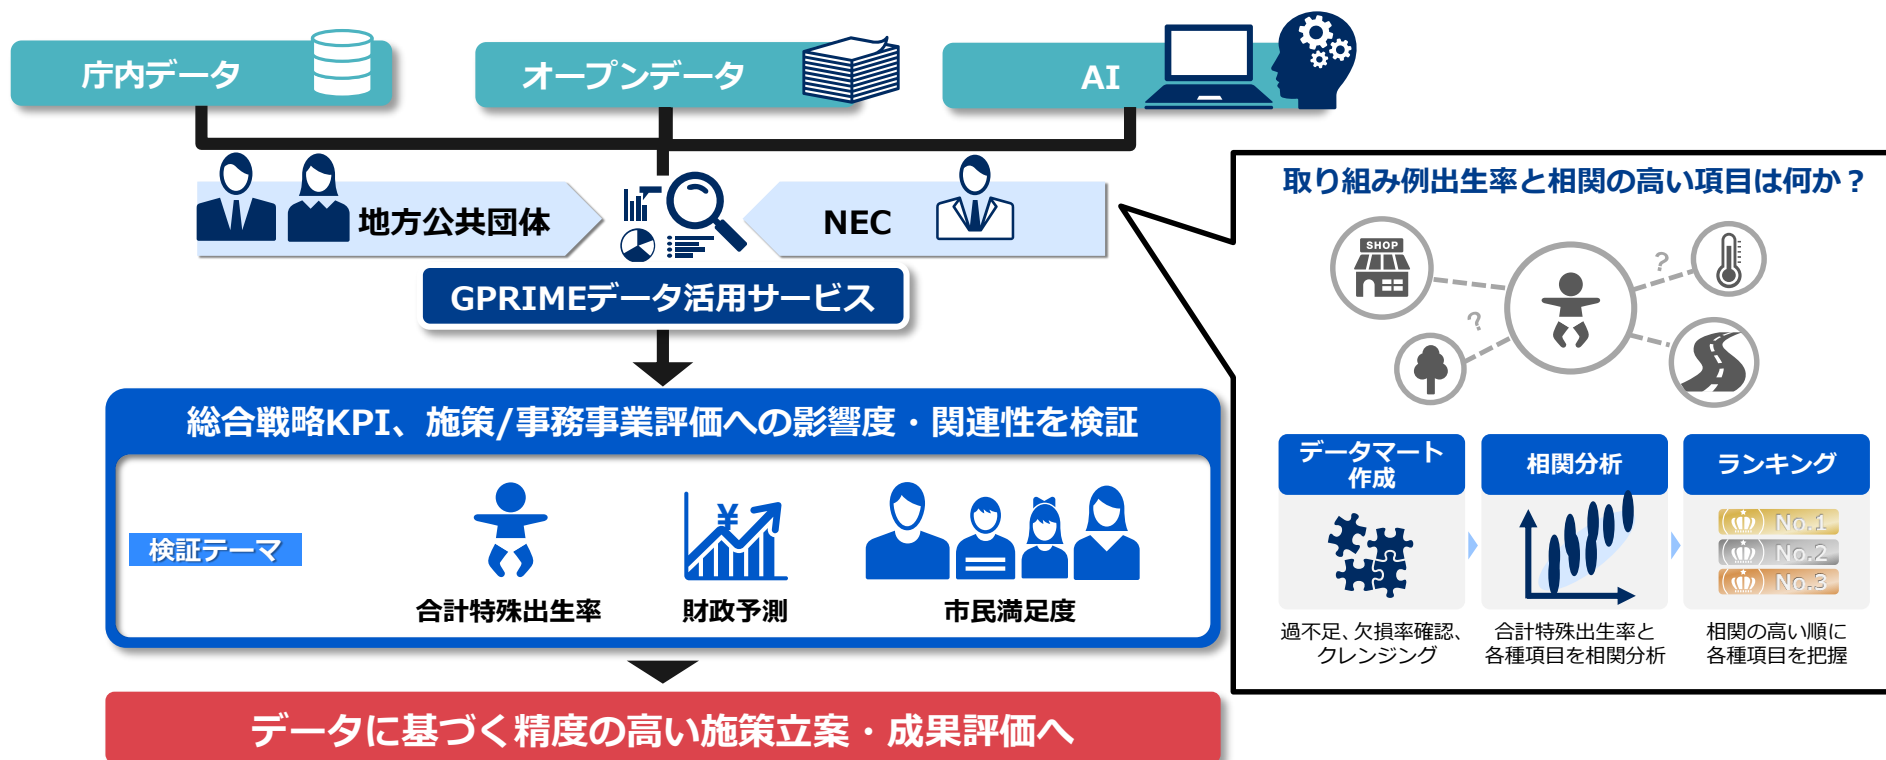 庁内データ
オープンデータ
AI
地方公共団体
NEC
GPRIMEデータ活用サービス
総合戦略KPI、施策/事務事業評価への影響度・関連性を検証
検証テーマ
¥
合計特殊出生率
財政予測
市民満足度
データに基づく精度の高い施策立案・成果評価へ
取り組み例出生率と相関の高い項目は何か？
SHOP
?
?
データマート
作成
相関分析
ランキング
No.1
No.2
No.3
過不足、欠損率確認、
クレンジング
合計特殊出生率と
各種項目を相関分析
相関の高い順に
各種項目を把握